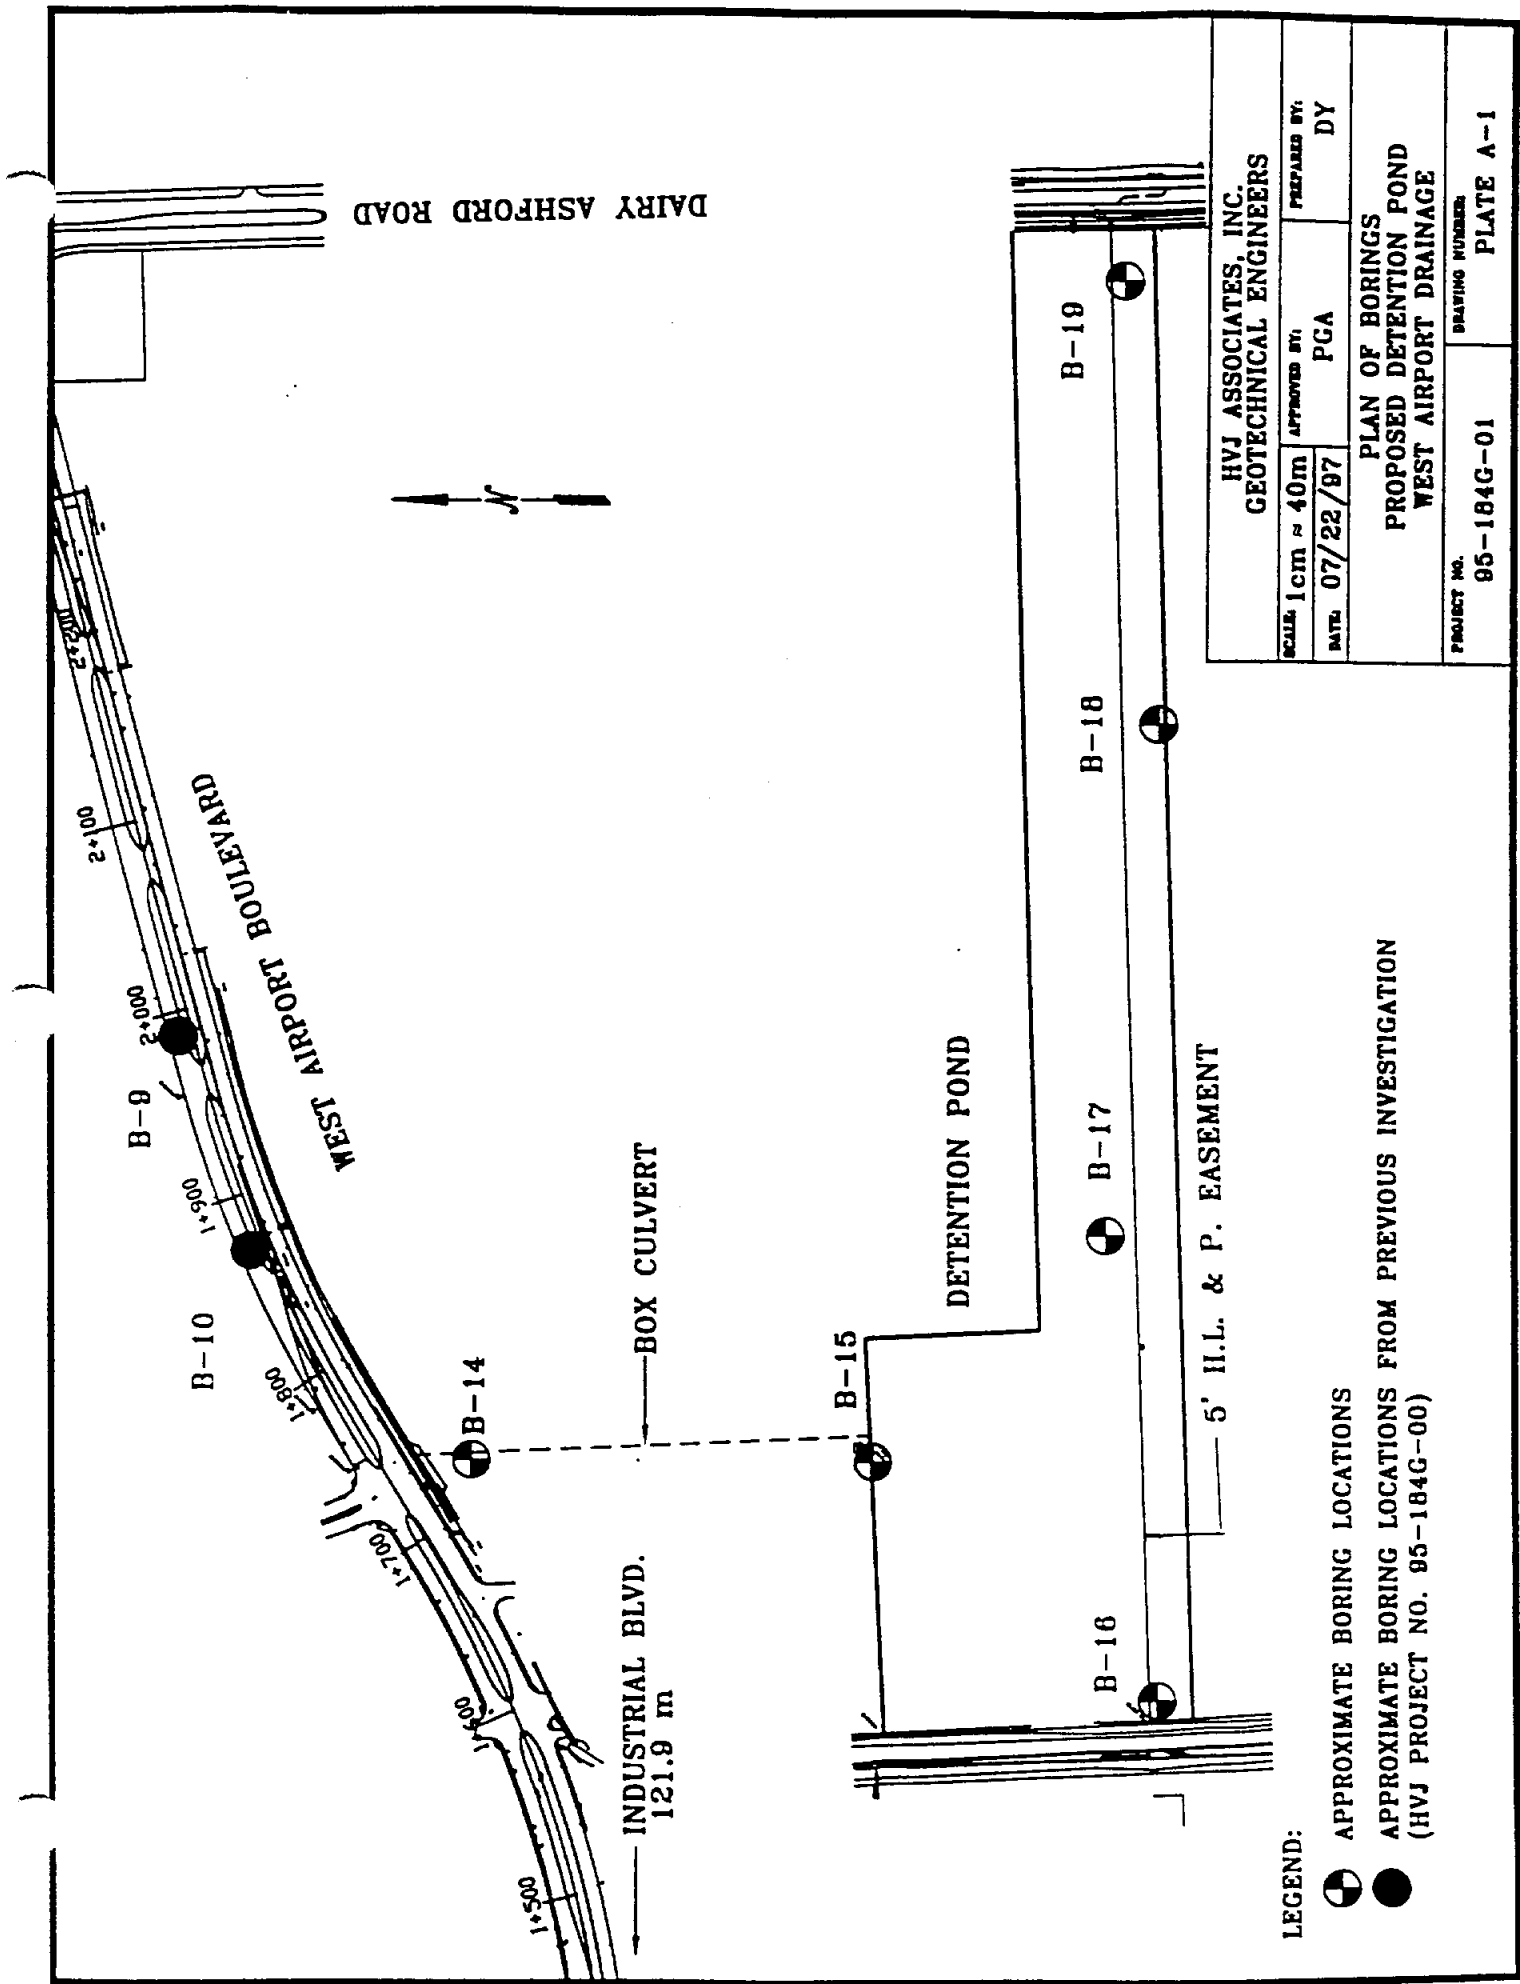 DAIRY ASHFORD ROAD
2+200
2+100
2+000
1+900
1+800
1+700
1+600
1+500
WEST AIRPORT BOULEVARD
N
B-9
B-10
B-14
BOX CULVERT
INDUSTRIAL BLVD.
121.9 m
B-15
DETENTION POND
B-16
B-17
B-18
B-19
5' H.L. & P. EASEMENT
LEGEND:
APPROXIMATE BORING LOCATIONS
APPROXIMATE BORING LOCATIONS FROM PREVIOUS INVESTIGATION
(HVJ PROJECT NO. 95-184G-00)
HVJ ASSOCIATES, INC.
GEOTECHNICAL ENGINEERS
SCALE: 1cm ≈ 40m
APPROVED BY:
PGA
PREPARED BY:
DY
DATE: 07/22/97
PLAN OF BORINGS
PROPOSED DETENTION POND
WEST AIRPORT DRAINAGE
PROJECT NO.
95-184G-01
DRAWING NUMBER:
PLATE A-1